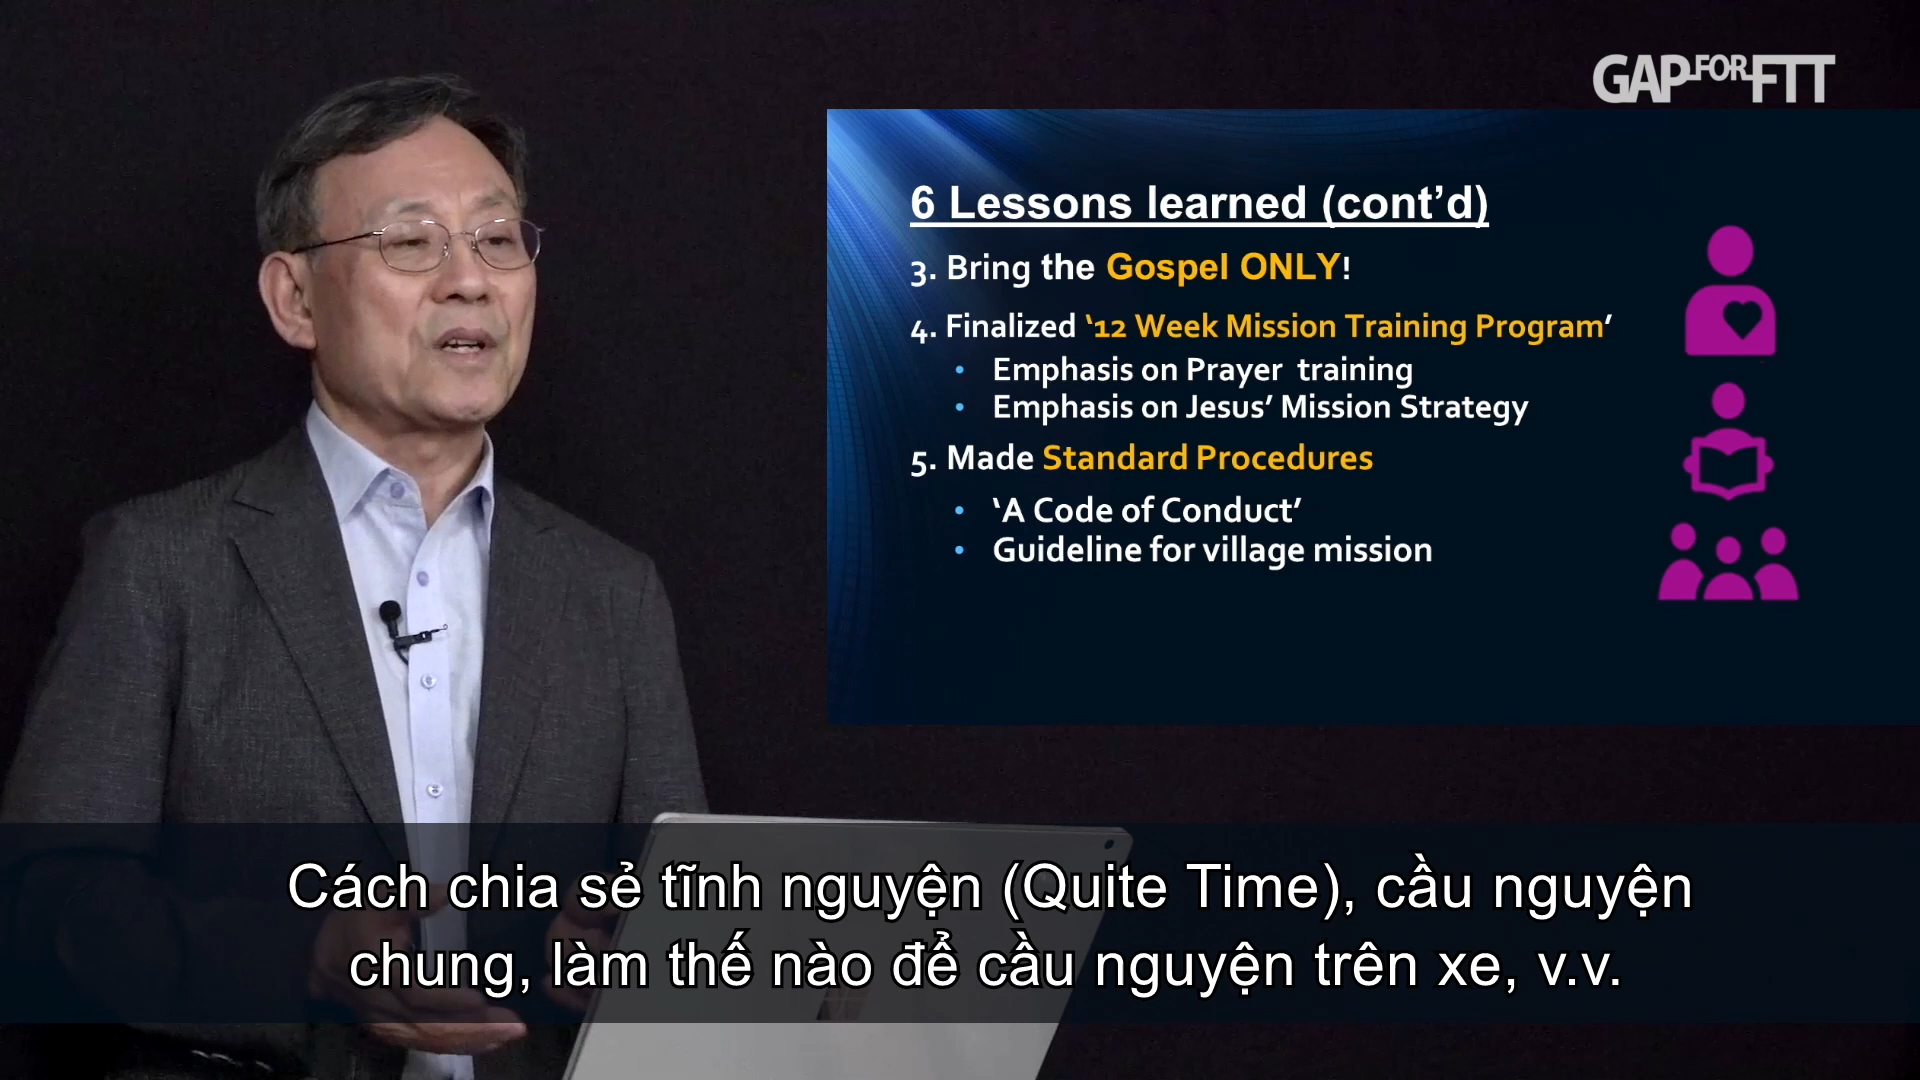 GAP FOR FTT
6 Lessons learned (cont’d)
3. Bring the Gospel ONLY!
4. Finalized ‘12 Week Mission Training Program’
• Emphasis on Prayer training
• Emphasis on Jesus’ Mission Strategy
5. Made Standard Procedures
• ‘A Code of Conduct’
• Guideline for village mission
Cách chia sẻ tĩnh nguyện (Quite Time), cầu nguyện
chung, làm thế nào để cầu nguyện trên xe, v.v.